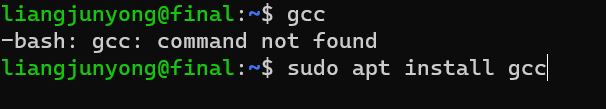 liangjunyong@final:~$ gcc
-bash: gcc: command not found
liangjunyong@final:~$ sudo apt install gcc